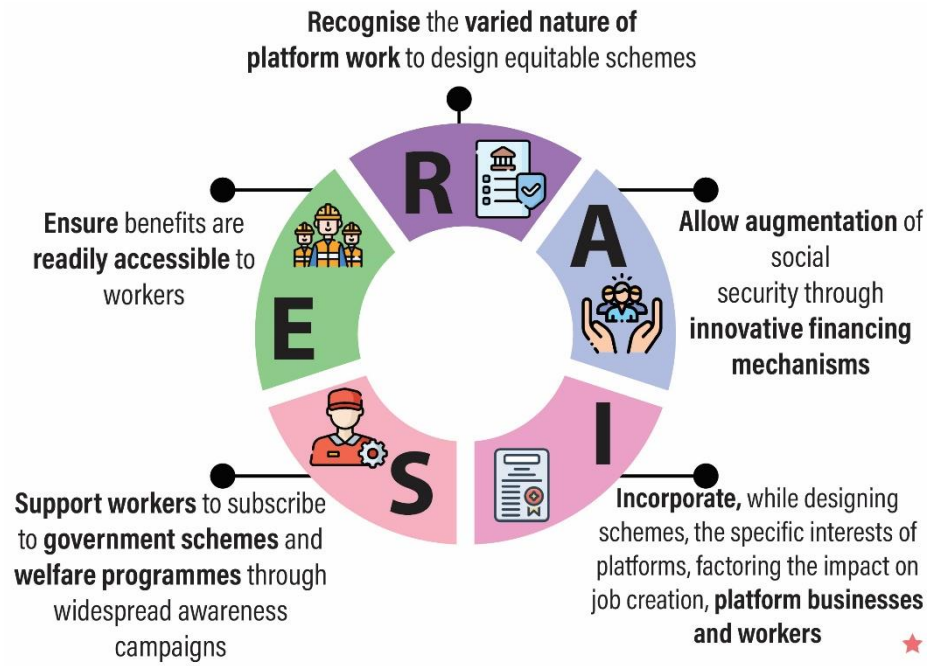 Recognise the varied nature of
platform work to design equitable schemes
R
A
Allow augmentation of
social
security through
innovative financing
mechanisms
I
Incorporate, while designing
schemes, the specific interests of
platforms, factoring the impact on
job creation, platform businesses
and workers
S
Support workers to subscribe
to government schemes and
welfare programmes through
widespread awareness
campaigns
E
Ensure benefits are
readily accessible to
workers